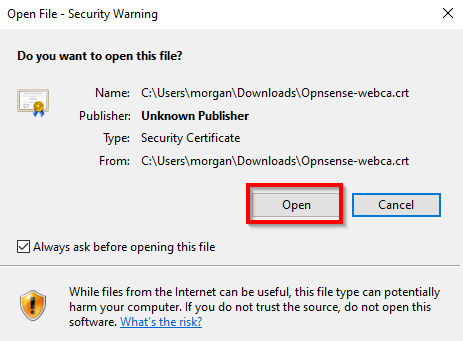 Open File - Security Warning
Do you want to open this file?
Name: C:\Users\morgan\Downloads\Opnsense-webca.crt
Publisher: Unknown Publisher
Type: Security Certificate
From: C:\Users\morgan\Downloads\Opnsense-webca.crt
Open Cancel
Always ask before opening this file
While files from the Internet can be useful, this file type can potentially
harm your computer. If you do not trust the source, do not open this
software. What's the risk?